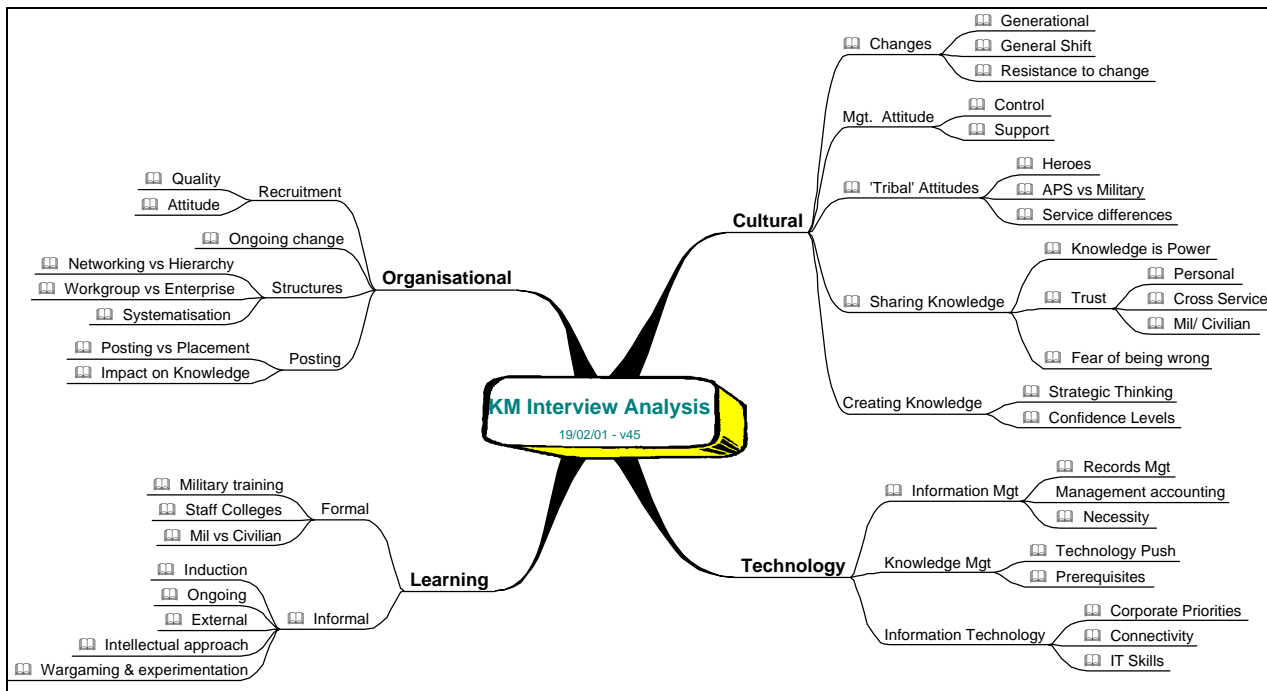 KM Interview Analysis
19/02/01 - v45
Cultural
Changes
Generational
General Shift
Resistance to change
Mgt. Attitude
Control
Support
'Tribal' Attitudes
Heroes
APS vs Military
Service differences
Sharing Knowledge
Knowledge is Power
Trust
Personal
Cross Service
Mil/ Civilian
Fear of being wrong
Creating Knowledge
Strategic Thinking
Confidence Levels
Technology
Information Mgt
Records Mgt
Management accounting
Necessity
Knowledge Mgt
Technology Push
Prerequisites
Information Technology
Corporate Priorities
Connectivity
IT Skills
Organisational
Recruitment
Quality
Attitude
Ongoing change
Structures
Networking vs Hierarchy
Workgroup vs Enterprise
Systematisation
Posting
Posting vs Placement
Impact on Knowledge
Learning
Formal
Military training
Staff Colleges
Mil vs Civilian
Informal
Induction
Ongoing
External
Intellectual approach
Wargaming & experimentation